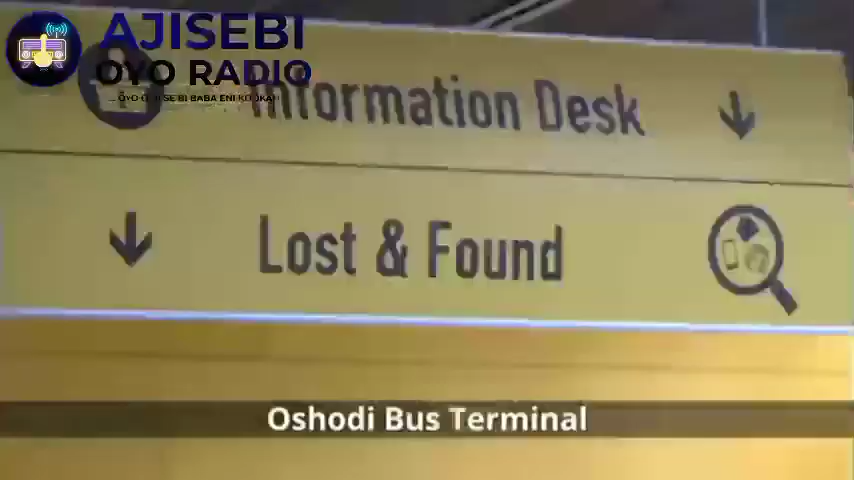 AJISEBI
OYO RADIO
Information Desk
Lost & Found
Oshodi Bus Terminal